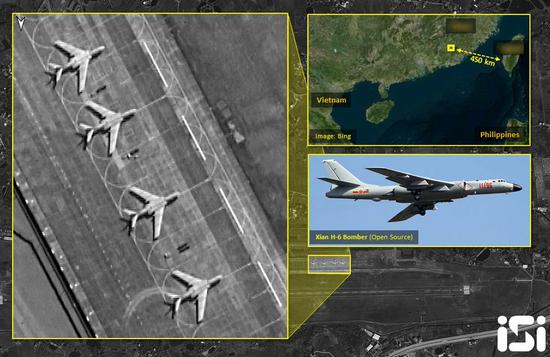 450 km
Vietnam
Image: Bing
Philippines
Xian H-6 Bomber (Open Source)
iSi